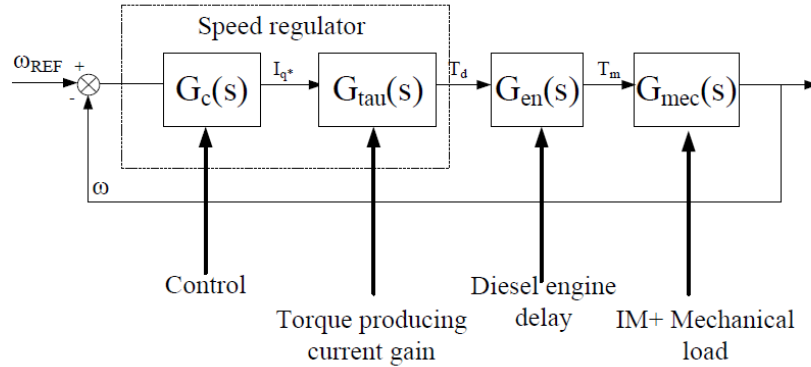 Speed regulator
ωREF
+
-
Gc(s)
Iq*
Gtau(s)
Td
Gen(s)
Tm
Gmec(s)
ω
Control
Torque producing
current gain
Diesel engine
delay
IM+ Mechanical
load